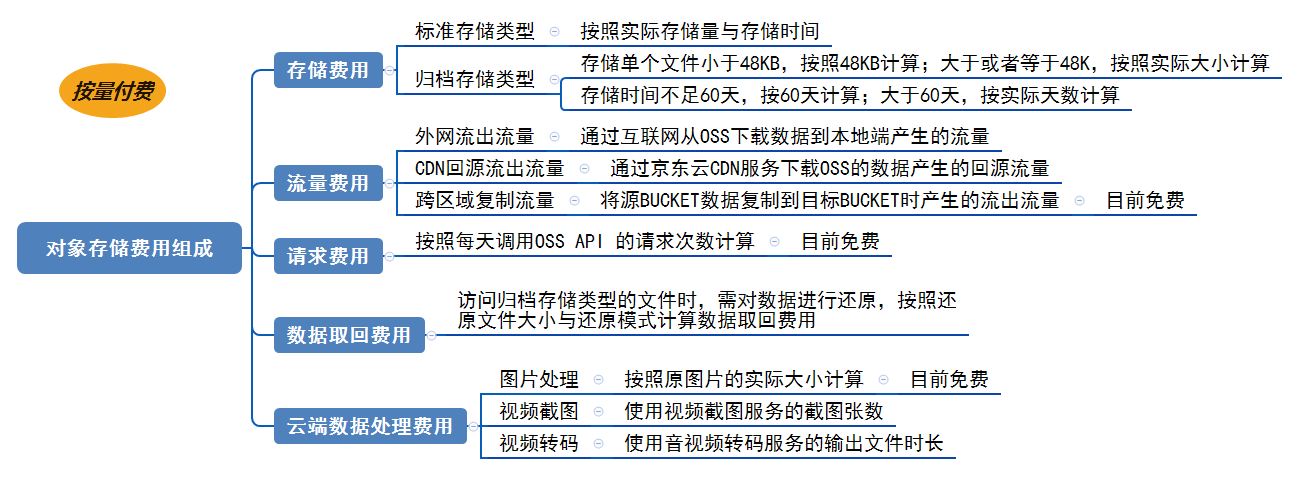 按量付费
对象存储费用组成
存储费用
标准存储类型
按照实际存储量与存储时间
归档存储类型
存储单个文件小于48KB，按照48KB计算；大于或者等于48K，按照实际大小计算
存储时间不足60天，按60天计算；大于60天，按实际天数计算
流量费用
外网流出流量
通过互联网从OSS下载数据到本地端产生的流量
CDN回源流出流量
通过京东云CDN服务下载OSS的数据产生的回源流量
跨区域复制流量
将源BUCKET数据复制到目标BUCKET时产生的流出流量
目前免费
请求费用
按照每天调用OSS API 的请求次数计算
目前免费
数据取回费用
访问归档存储类型的文件时，需对数据进行还原，按照还
原文件大小与还原模式计算数据取回费用
云端数据处理费用
图片处理
按照原图片的实际大小计算
目前免费
视频截图
使用视频截图服务的截图张数
视频转码
使用音视频转码服务的输出文件时长